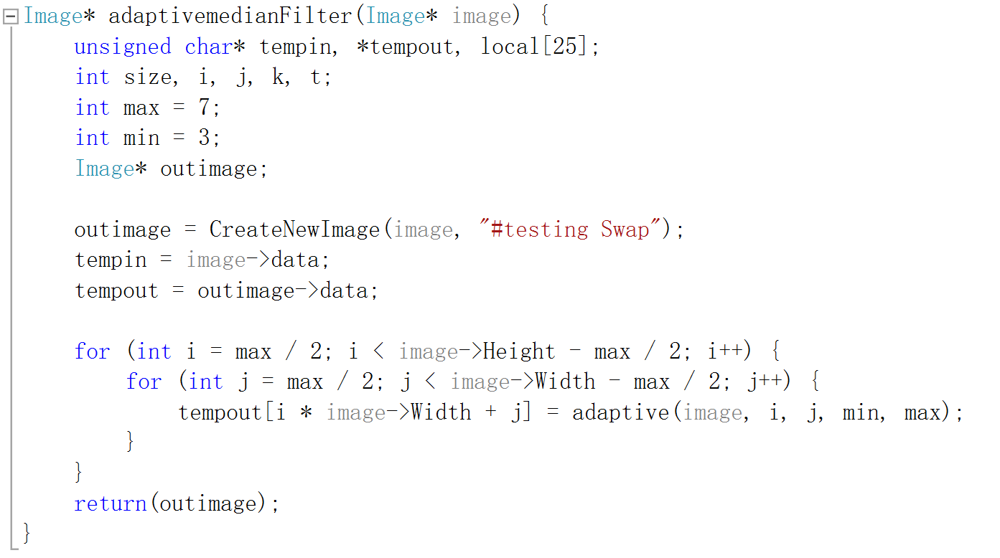 Image* adaptivemedianFilter(Image* image) {
    unsigned char* tempin, *tempout, local[25];
    int size, i, j, k, t;
    int max = 7;
    int min = 3;
    Image* outimage;

    outimage = CreateNewImage(image, "#testing Swap");
    tempin = image->data;
    tempout = outimage->data;

    for (int i = max / 2; i < image->Height - max / 2; i++) {
        for (int j = max / 2; j < image->Width - max / 2; j++) {
            tempout[i * image->Width + j] = adaptive(image, i, j, min, max);
        }
    }
    return(outimage);
}